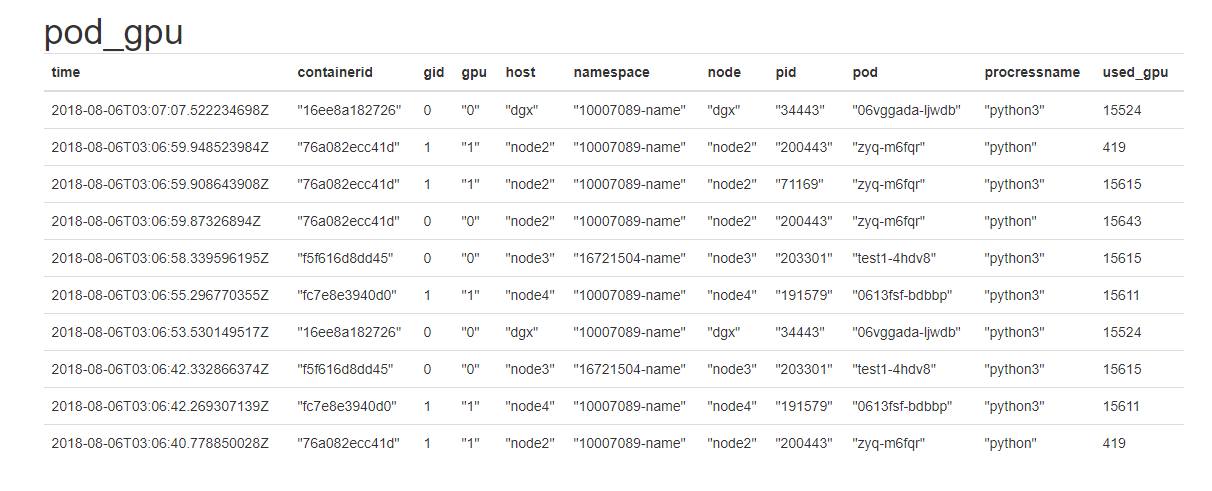 pod_gpu
time containerid gid gpu host namespace node pid pod procressname used_gpu
2018-08-06T03:07:07.522234698Z "16ee8a182726" 0 "0" "dgx" "10007089-name" "dgx" "34443" "06vggada-ljwdb" "python3" 15524
2018-08-06T03:06:59.948523984Z "76a082ecc41d" 1 "1" "node2" "10007089-name" "node2" "200443" "zyq-m6fqr" "python" 419
2018-08-06T03:06:59.908643908Z "76a082ecc41d" 1 "1" "node2" "10007089-name" "node2" "71169" "zyq-m6fqr" "python3" 15615
2018-08-06T03:06:59.87326894Z "76a082ecc41d" 0 "0" "node2" "10007089-name" "node2" "200443" "zyq-m6fqr" "python" 15643
2018-08-06T03:06:58.339596195Z "f5f616d8dd45" 0 "0" "node3" "16721504-name" "node3" "203301" "test1-4hdv8" "python3" 15615
2018-08-06T03:06:55.296770355Z "fc7e8e3940d0" 1 "1" "node4" "10007089-name" "node4" "191579" "0613fsf-bdbbp" "python3" 15611
2018-08-06T03:06:53.530149517Z "16ee8a182726" 0 "0" "dgx" "10007089-name" "dgx" "34443" "06vggada-ljwdb" "python3" 15524
2018-08-06T03:06:42.332866374Z "f5f616d8dd45" 0 "0" "node3" "16721504-name" "node3" "203301" "test1-4hdv8" "python3" 15615
2018-08-06T03:06:42.269307139Z "fc7e8e3940d0" 1 "1" "node4" "10007089-name" "node4" "191579" "0613fsf-bdbbp" "python3" 15611
2018-08-06T03:06:40.778850028Z "76a082ecc41d" 1 "1" "node2" "10007089-name" "node2" "200443" "zyq-m6fqr" "python" 419